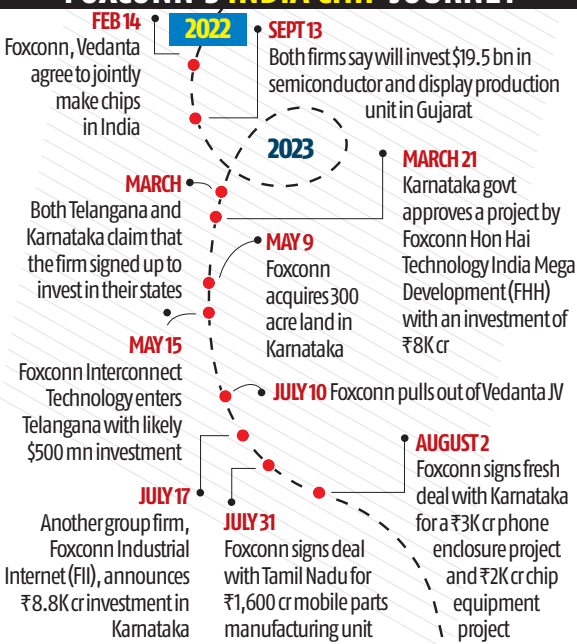 FOXCONN'S INDIA CHIP JOURNEY
2022
FEB 14
Foxconn, Vedanta
agree to jointly
make chips
in India
SEPT 13
Both firms say will invest $19.5 bn in
semiconductor and display production
unit in Gujarat
2023
MARCH
Both Telangana and
Karnataka claim that
the firm signed up to
invest in their states
MARCH 21
Karnataka govt
approves a project by
Foxconn Hon Hai
Technology India Mega
Development (FHH)
with an investment of
₹8K cr
MAY 9
Foxconn
acquires 300
acre land in
Karnataka
MAY 15
Foxconn Interconnect
Technology enters
Telangana with likely
$500 mn investment
JULY 10 Foxconn pulls out of Vedanta JV
JULY 17
Another group firm,
Foxconn Industrial
Internet (FII), announces
₹8.8K cr investment in
Karnataka
JULY 31
Foxconn signs deal
with Tamil Nadu for
₹1,600 cr mobile parts
manufacturing unit
AUGUST 2
Foxconn signs fresh
deal with Karnataka
for a ₹3K cr phone
enclosure project
and ₹2K cr chip
equipment
project